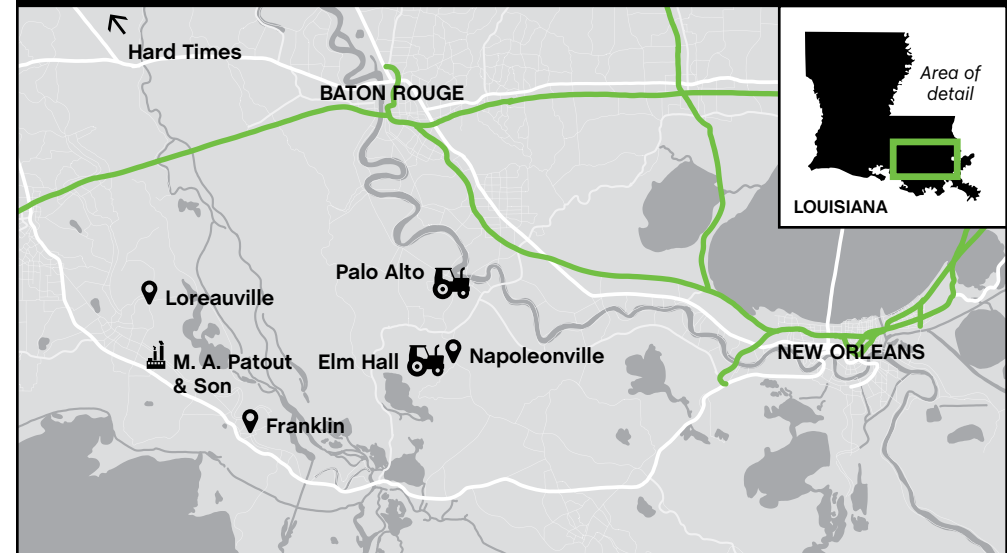 Hard Times
BATON ROUGE
Area of
detail
LOUISIANA
Palo Alto
Loreauville
M. A. Patout
& Son
Elm Hall
Napoleonville
NEW ORLEANS
Franklin